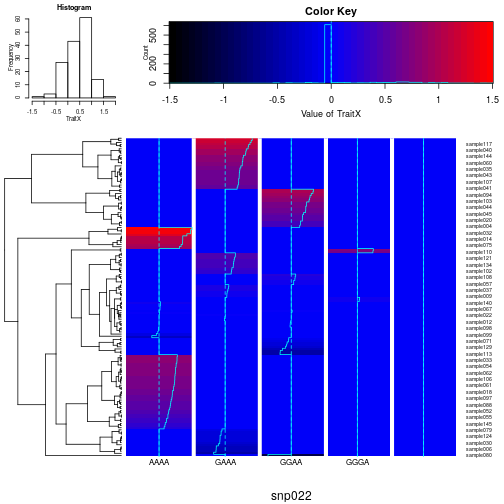 Histogram
Frequency
0 10 20 30 40 50 60
-1.5 -0.5 0.5 1.5
TraitX
Color Key
Count
0 200 500
-1.5 -1 -0.5 0 0.5 1 1.5
Value of TraitX
sample117
sample040
sample144
sample060
sample035
sample043
sample107
sample041
sample094
sample103
sample044
sample045
sample020
sample004
sample032
sample014
sample075
sample110
sample121
sample134
sample102
sample108
sample057
sample037
sample009
sample140
sample067
sample022
sample012
sample098
sample099
sample071
sample129
sample113
sample033
sample054
sample062
sample106
sample061
sample018
sample097
sample088
sample052
sample055
sample145
sample079
sample124
sample030
sample006
sample080
AAAA GAAA GGAA GGGA
snp022